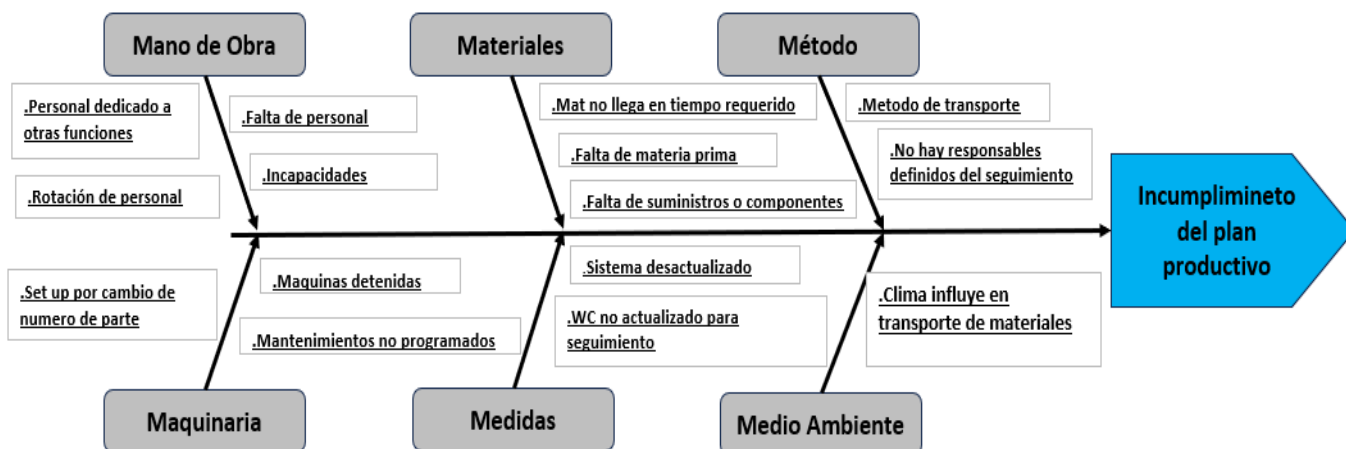 Mano de Obra
Materiales
Método
.Personal dedicado a
otras funciones
.Falta de personal
.Incapacidades
.Rotación de personal
.Mat no llega en tiempo requerido
.Falta de materia prima
.Falta de suministros o componentes
.Metodo de transporte
.No hay responsables
definidos del seguimiento
Incumplimineto
del plan
productivo
.Set up por cambio de
numero de parte
.Maquinas detenidas
.Mantenimientos no programados
.Sistema desactualizado
.WC no actualizado para
seguimiento
.Clima influye en
transporte de materiales
Maquinaria
Medidas
Medio Ambiente